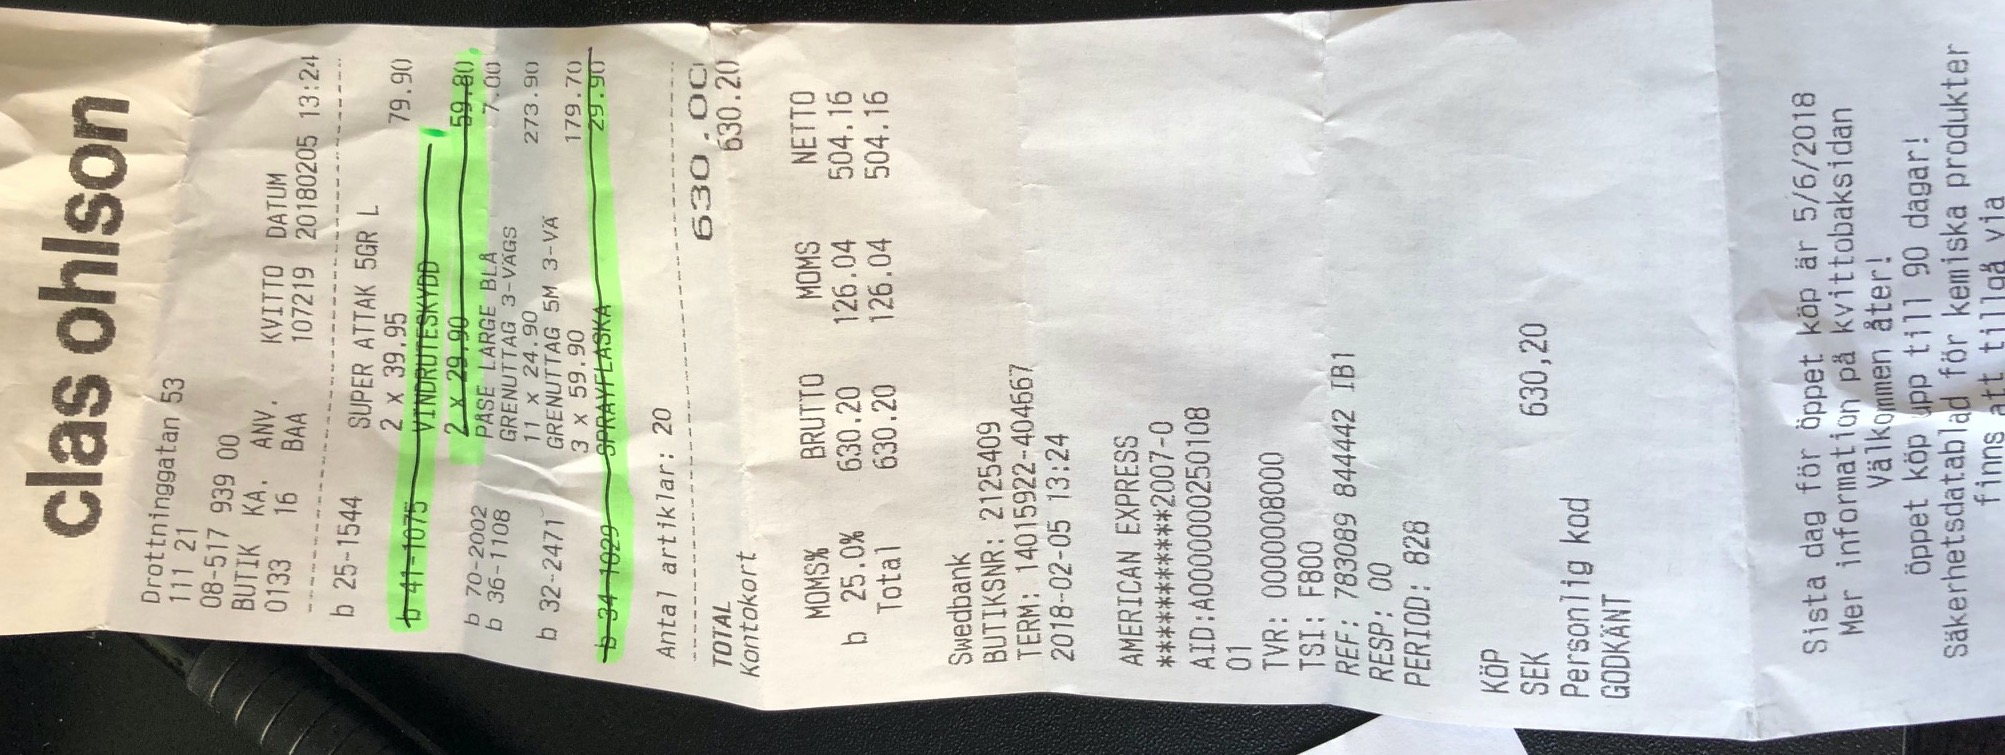 clas ohlson
Drottninggatan 53
111 21
08-517 939 00
BUTIK KA. ANV. KVITTO DATUM
0133 16 BAA 107219 20180205 13:24
b 25-1544 SUPER ATTAK 5GR L
2 x 39.95 79.90
b 41-1075 VINDRUTESKYDD
2 x 29.90 59.80
b 70-2002 PÅSE LARGE BLÅ 7.00
b 36-1108 GRENUTTAG 3-VÄGS
11 x 24.90 273.90
b 32-2471 GRENUTTAG 5M 3-VÄ
3 x 59.90 179.70
b 34-1029 SPRAYFLASKA 29.90
Antal artiklar: 20
TOTAL 630.00
Kontokort 630.20
MOMS% BRUTTO MOMS NETTO
b 25.0% 630.20 126.04 504.16
Total 630.20 126.04 504.16
Swedbank
BUTIKSNR: 2125409
TERM: 14015922-404667
2018-02-05 13:24
AMERICAN EXPRESS
***********2007-0
AID:A0000000250108
01
TVR: 0000008000
TSI: F800
REF: 783089 844442 IB1
RESP: 00
PERIOD: 828
KÖP
SEK 630,20
Personlig kod
GODKÄNT
Sista dag för öppet köp är 5/6/2018
Mer information på kvittobaksidan
Välkommen åter!
öppet köp upp till 90 dagar!
Säkerhetsdatablad för kemiska produkter
finns att tillgå via